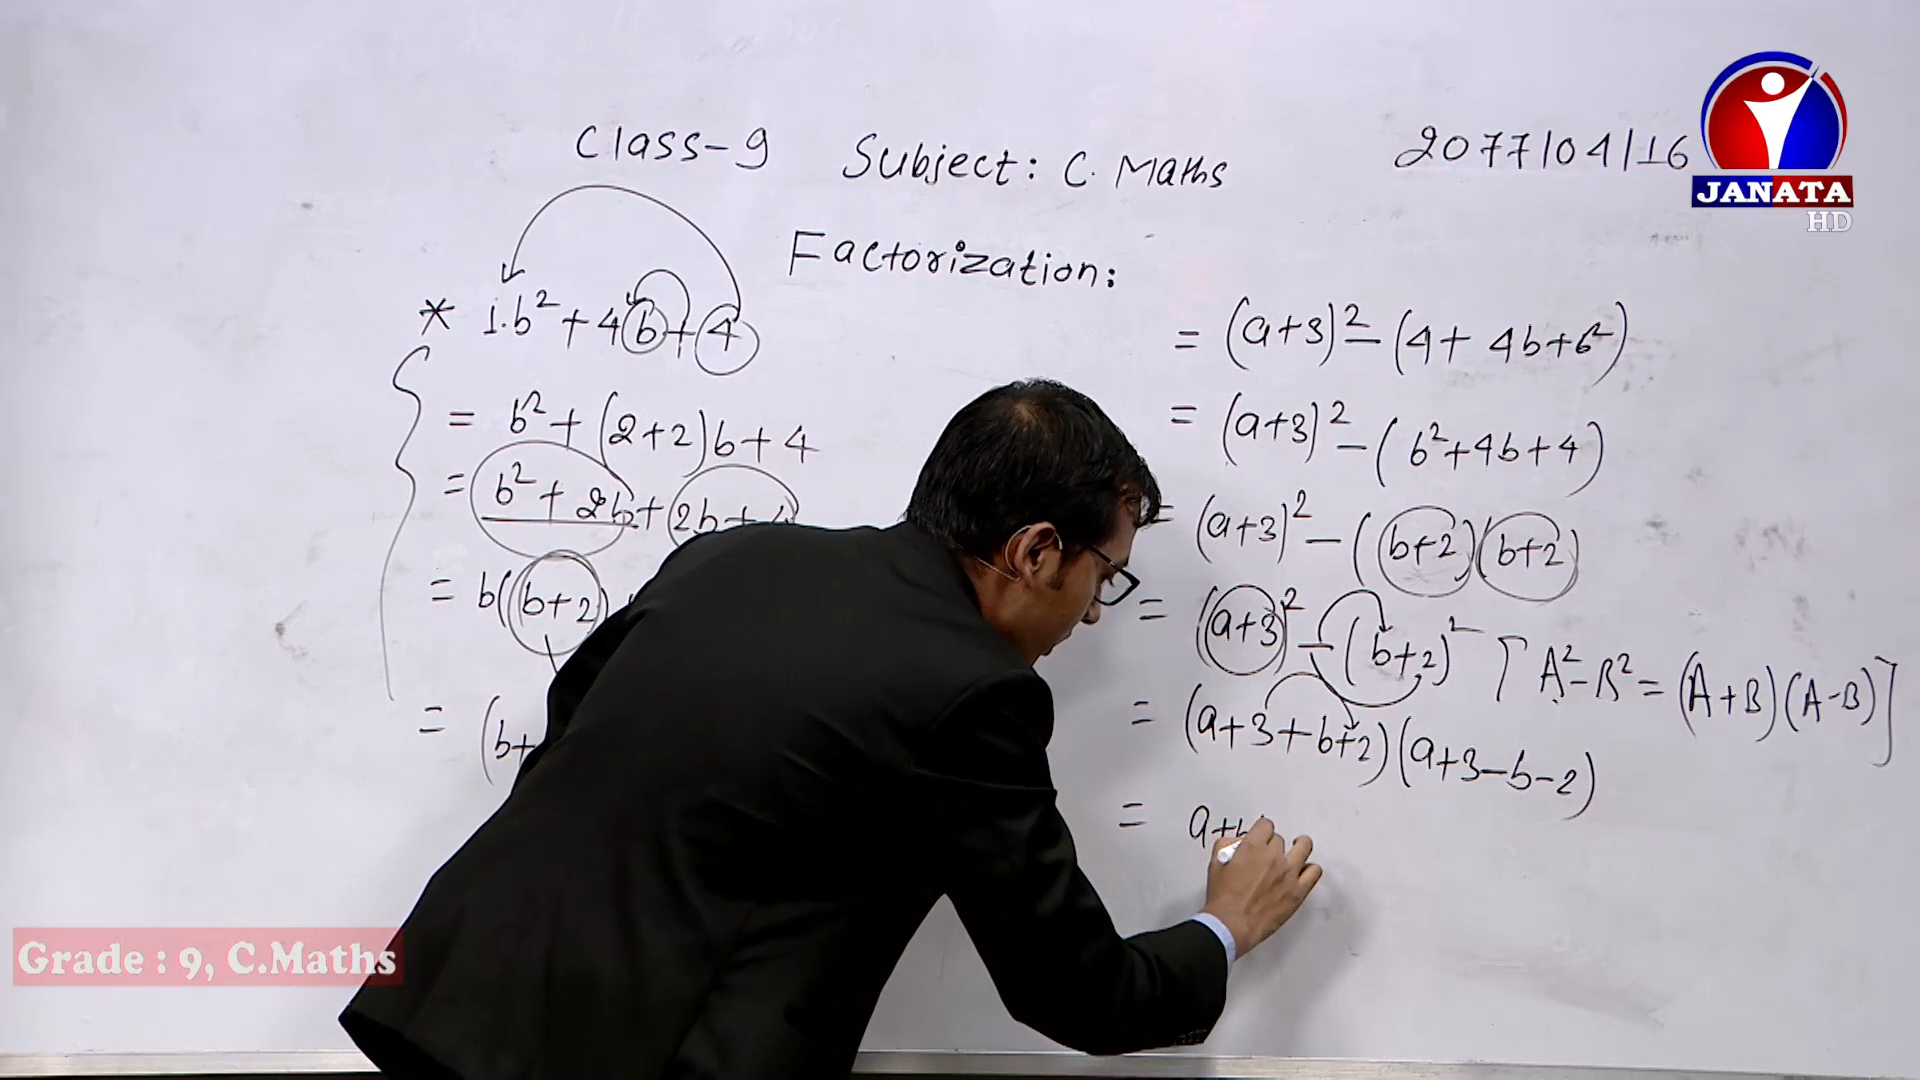 Class-9 Subject: C. Maths 2077/04/16
JANATA
HD
Factorization:
* 1.b² + 4b + 4
= b² + (2+2)b + 4
= b² + 2b + 2b + 4
= b(b+2)
= (b+
= (a+3)² - (4 + 4b + b²)
= (a+3)² - (b² + 4b + 4)
= (a+3)² - (b+2)(b+2)
= (a+3)² - (b+2)² [A² - B² = (A+B)(A-B)]
= (a+3+b+2)(a+3-b-2)
= a+b
Grade : 9, C.Maths